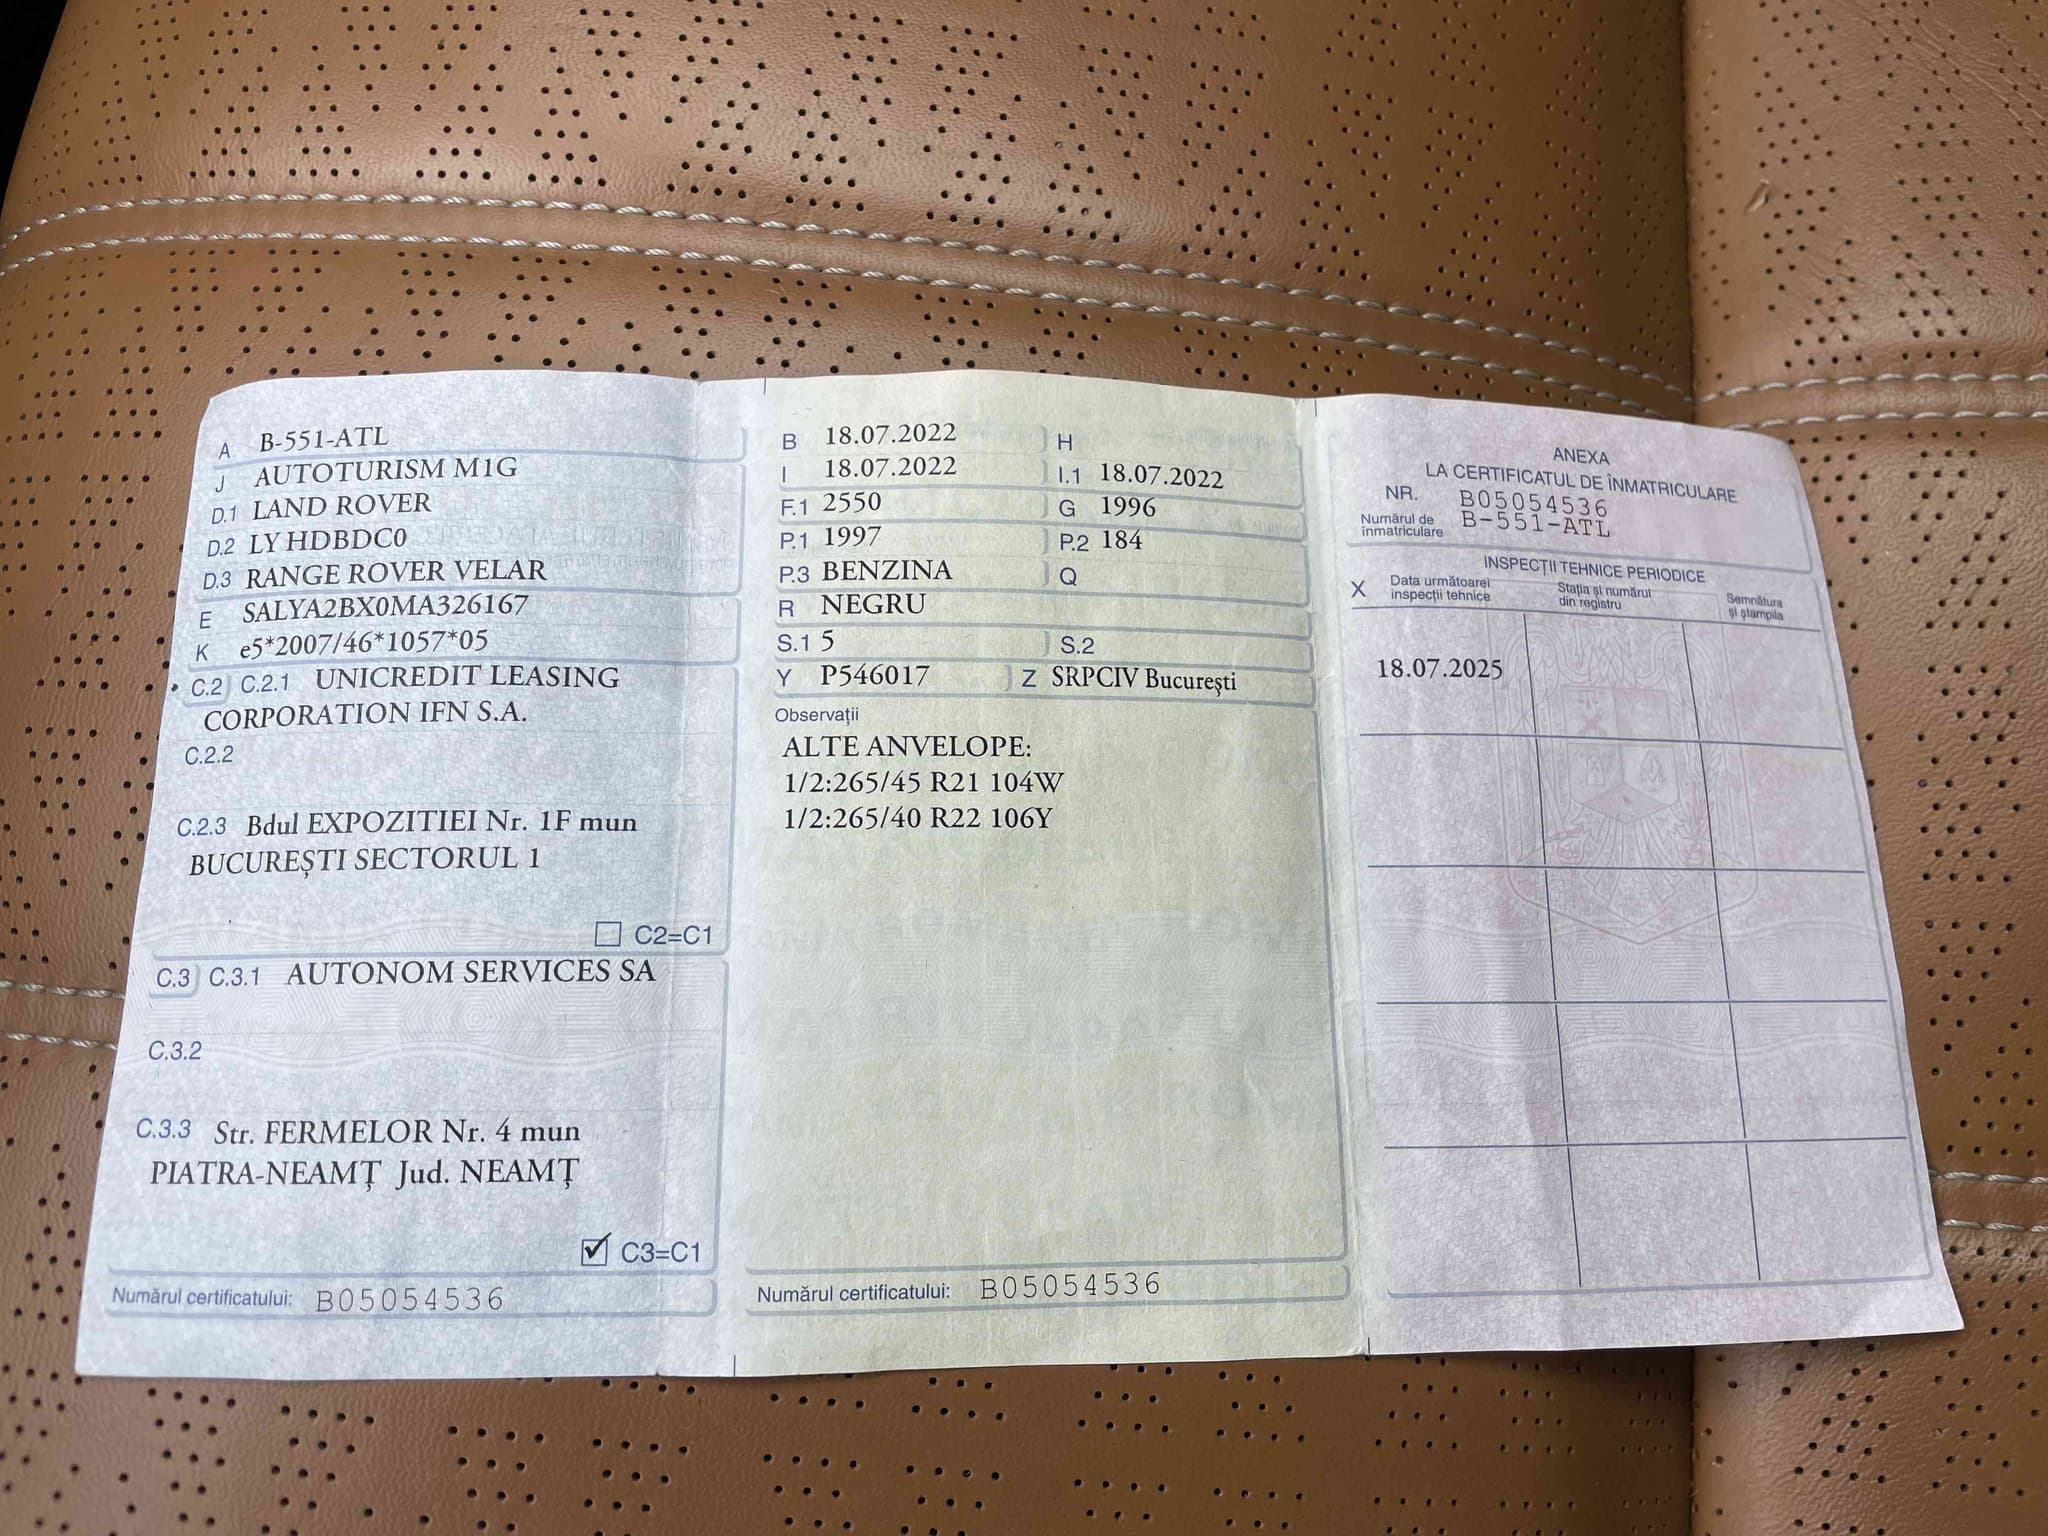 A B-551-ATL
J AUTOTURISM M1G
D.1 LAND ROVER
D.2 LY HDBDC0
D.3 RANGE ROVER VELAR
E SALYA2BX0MA326167
K e5*2007/46*1057*05
C.2 C.2.1 UNICREDIT LEASING
CORPORATION IFN S.A.
C.2.2
C.2.3 Bdul EXPOZITIEI Nr. 1F mun
BUCUREȘTI SECTORUL 1
C2=C1
C.3 C.3.1 AUTONOM SERVICES SA
C.3.2
C.3.3 Str. FERMELOR Nr. 4 mun
PIATRA-NEAMȚ Jud. NEAMȚ
C3=C1
Numărul certificatului: B05054536
B 18.07.2022 H
I 18.07.2022 I.1 18.07.2022
F.1 2550 G 1996
P.1 1997 P.2 184
P.3 BENZINA Q
R NEGRU
S.1 5 S.2
Y P546017 Z SRPCIV București
Observații
ALTE ANVELOPE:
1/2:265/45 R21 104W
1/2:265/40 R22 106Y
Numărul certificatului: B05054536
ANEXA
LA CERTIFICATUL DE ÎNMATRICULARE
NR. B05054536
Numărul de
înmatriculare B-551-ATL
INSPECȚII TEHNICE PERIODICE
X Data următoarei
inspecții tehnice
Stația și numărul
din registru
Semnătura
și ștampila
18.07.2025